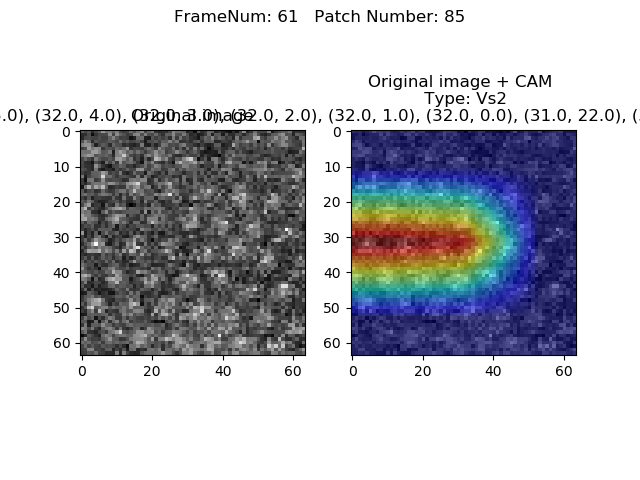 FrameNum: 61   Patch Number: 85
Original image + CAM
Type: Vs2
.0), (32.0, 4.0), (32.0, 3.0), (32.0, 2.0), (32.0, 1.0), (32.0, 0.0), (31.0, 22.0), (
Original image
0
10
20
30
40
50
60
0 20 40 60
0
10
20
30
40
50
60
0 20 40 60